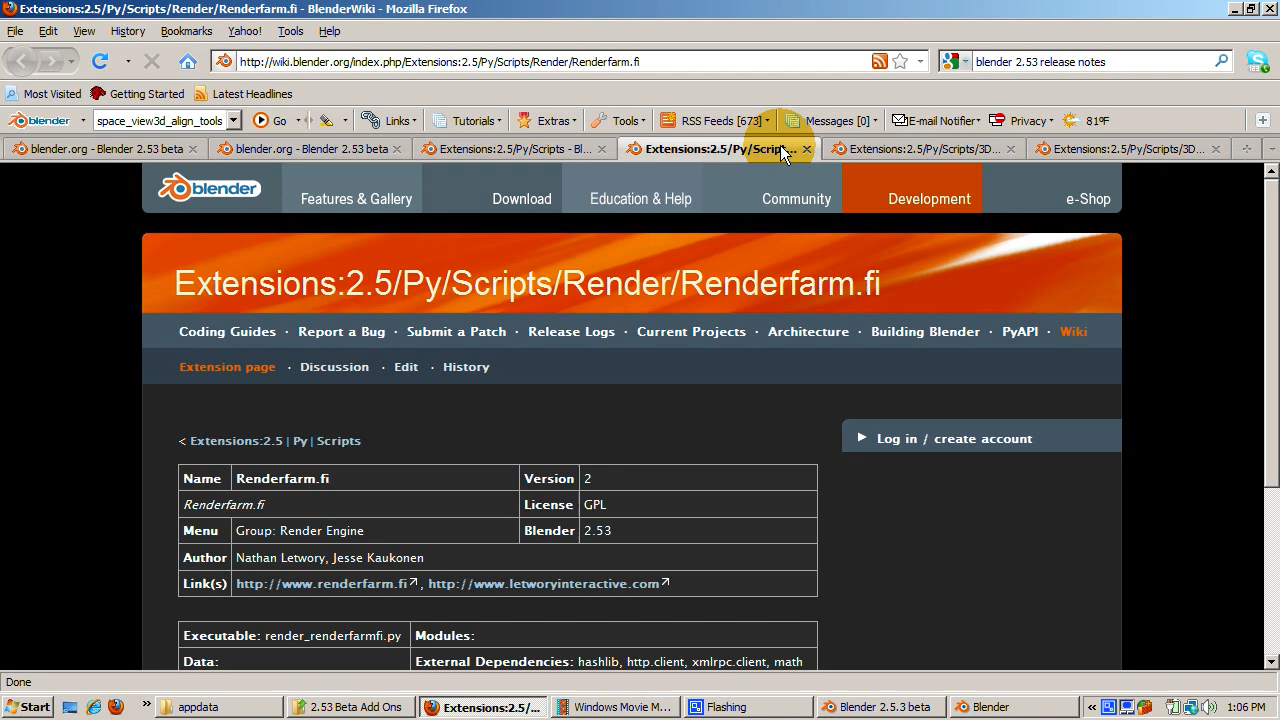 Extensions:2.5/Py/Scripts/Render/Renderfarm.fi - BlenderWiki - Mozilla Firefox
File Edit View History Bookmarks Yahoo! Tools Help
http://wiki.blender.org/index.php/Extensions:2.5/Py/Scripts/Render/Renderfarm.fi blender 2.53 release notes
Most Visited Getting Started Latest Headlines
blender space_view3d_align_tools Go Links Tutorials Extras Tools RSS Feeds [673] Messages [0] E-Mail Notifier Privacy 81°F
blender.org - Blender 2.53 beta blender.org - Blender 2.53 beta Extensions:2.5/Py/Scripts - Bl... Extensions:2.5/Py/Scripts... Extensions:2.5/Py/Scripts/3D... Extensions:2.5/Py/Scripts/3D...
blender Features & Gallery Download Education & Help Community Development e-Shop
Extensions:2.5/Py/Scripts/Render/Renderfarm.fi
Coding Guides · Report a Bug · Submit a Patch · Release Logs · Current Projects · Architecture · Building Blender · PyAPI · Wiki
Extension page · Discussion · Edit · History
< Extensions:2.5 | Py | Scripts
Log in / create account
Name Renderfarm.fi Version 2
Renderfarm.fi License GPL
Menu Group: Render Engine Blender 2.53
Author Nathan Letwory, Jesse Kaukonen
Link(s) http://www.renderfarm.fi , http://www.letworyinteractive.com
Executable: render_renderfarmfi.py Modules:
Data: External Dependencies: hashlib, http.client, xmlrpc.client, math
Done
Start appdata 2.53 Beta Add Ons Extensions:2.5/... Windows Movie M... Flashing Blender 2.5.3 beta Blender 1:06 PM